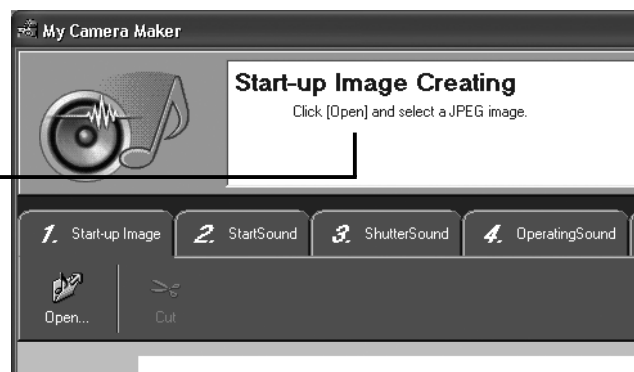 My Camera Maker
Start-up Image Creating
Click [Open] and select a JPEG image.
1. Start-up Image 2. StartSound 3. ShutterSound 4. OperatingSound
Open... Cut